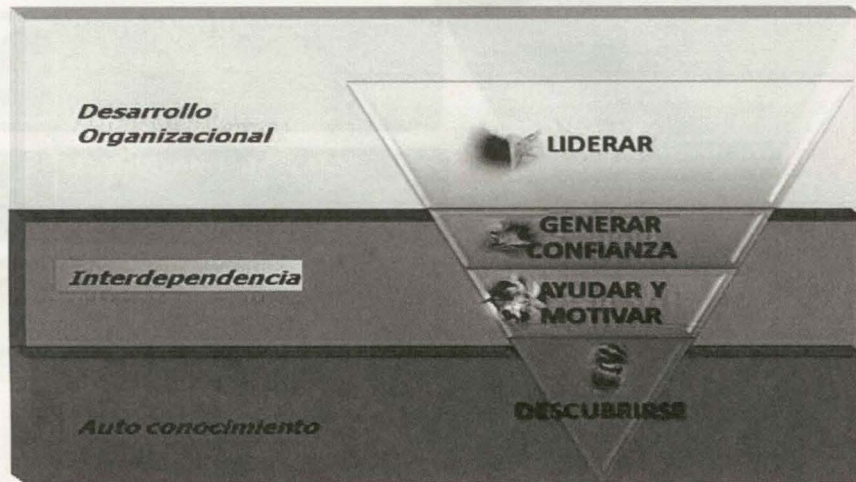 Desarrollo
Organizacional
LIDERAR
GENERAR
CONFIANZA
Interdependencia
AYUDAR Y
MOTIVAR
DESCUBRIRSE
Auto conocimiento